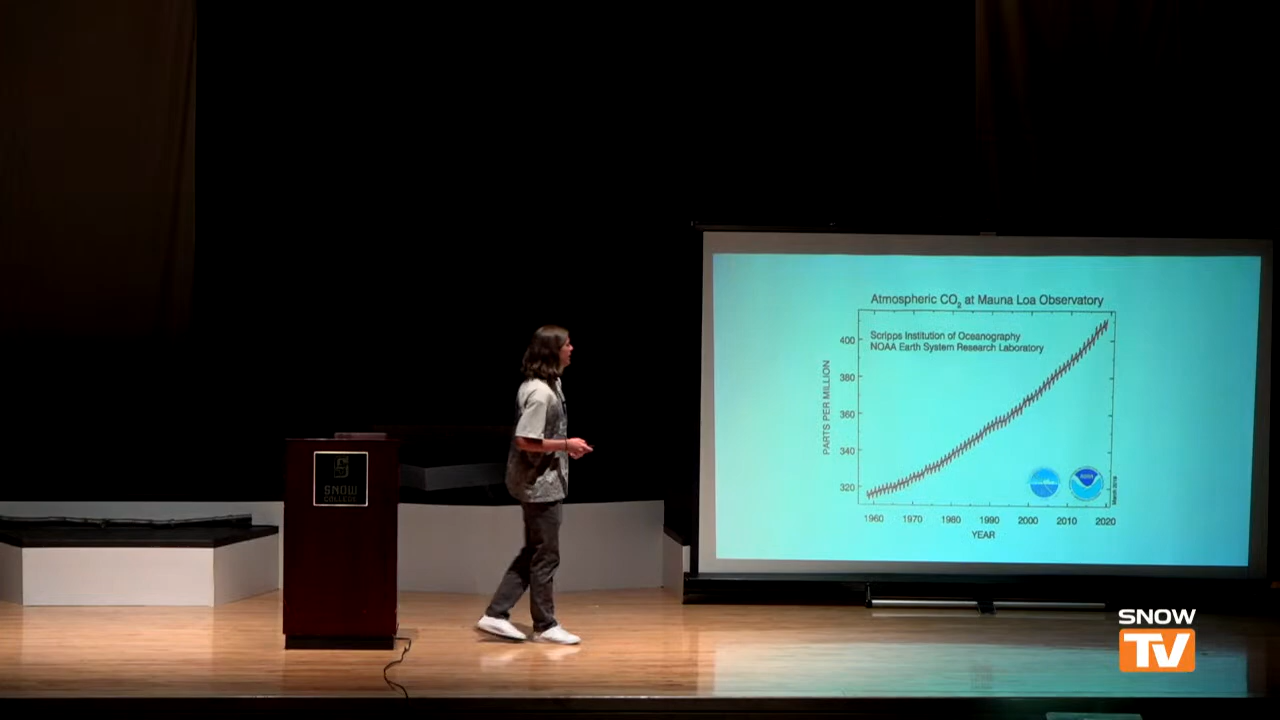 Atmospheric CO₂ at Mauna Loa Observatory
Scripps Institution of Oceanography
NOAA Earth System Research Laboratory
PARTS PER MILLION
400
380
360
340
320
1960 1970 1980 1990 2000 2010 2020
YEAR
SNOW
COLLEGE
SNOW
TV